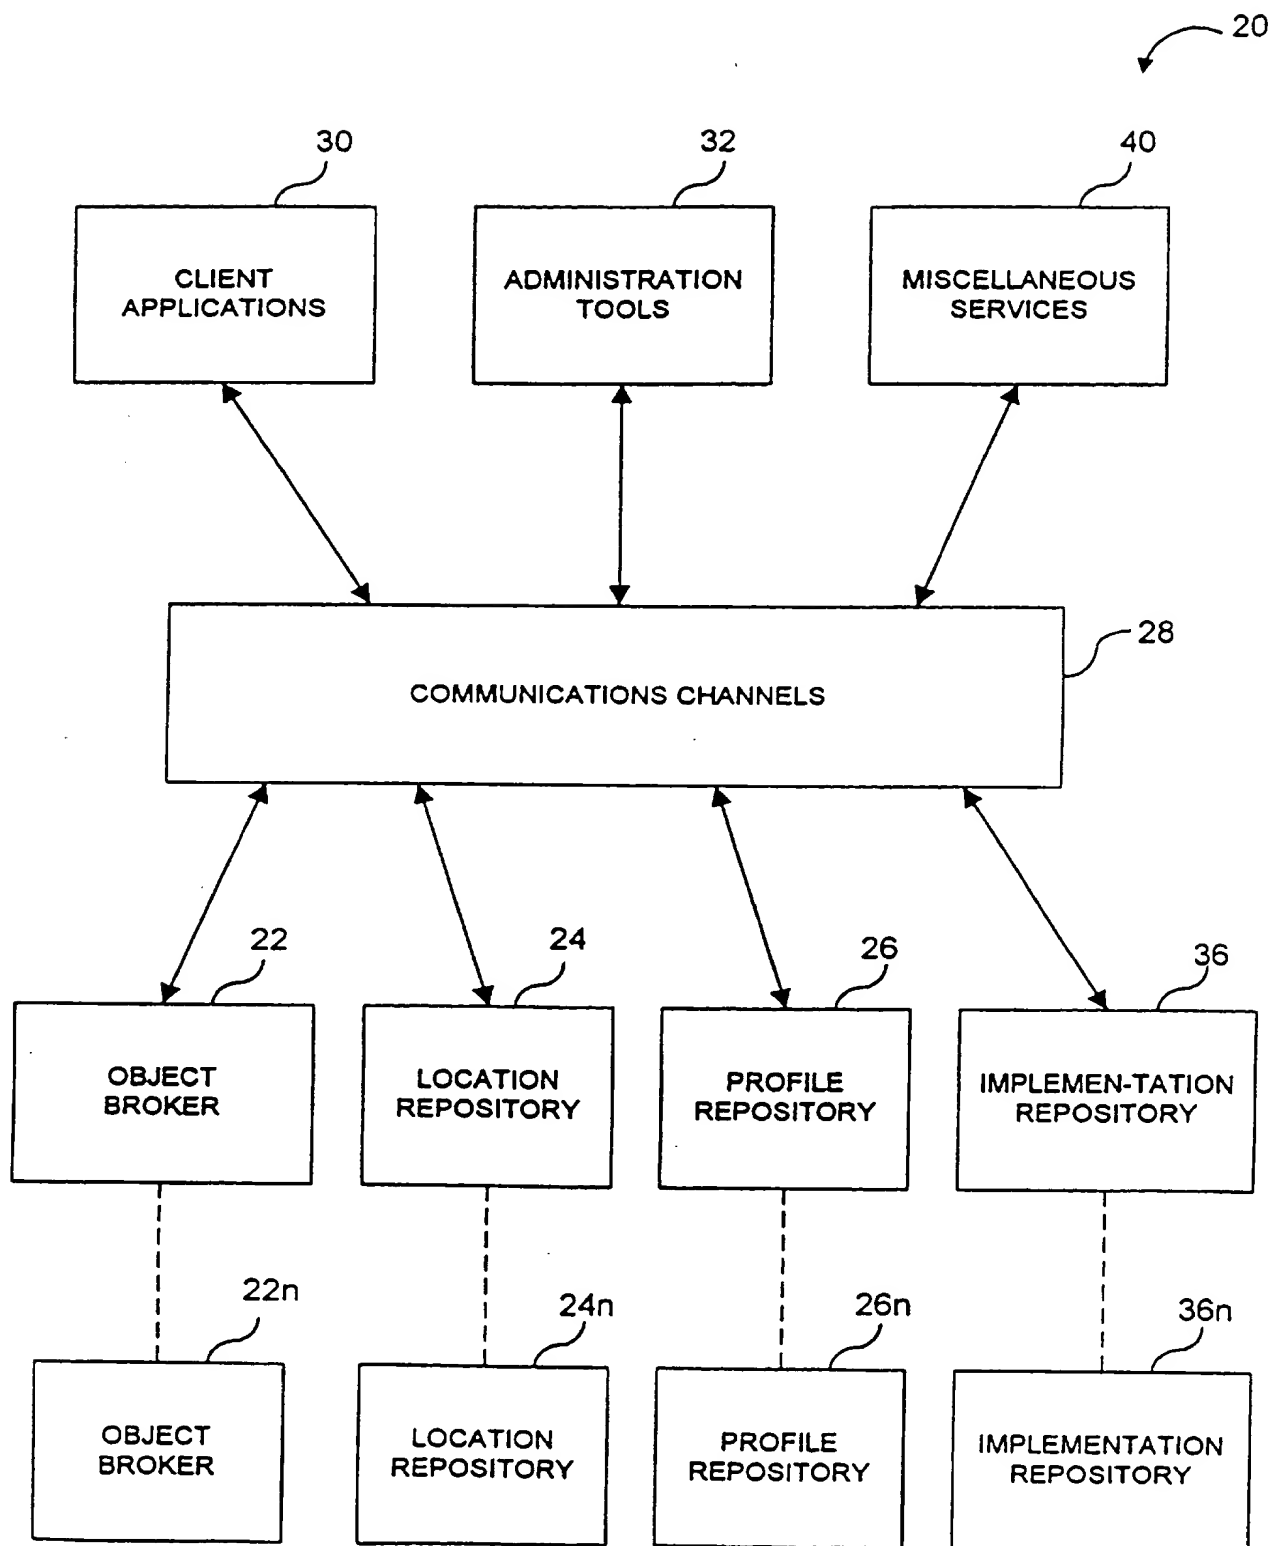 20
30
32
40
CLIENT
APPLICATIONS
ADMINISTRATION
TOOLS
MISCELLANEOUS
SERVICES
28
COMMUNICATIONS CHANNELS
22
24
26
36
OBJECT
BROKER
LOCATION
REPOSITORY
PROFILE
REPOSITORY
IMPLEMEN-TATION
REPOSITORY
22n
24n
26n
36n
OBJECT
BROKER
LOCATION
REPOSITORY
PROFILE
REPOSITORY
IMPLEMENTATION
REPOSITORY